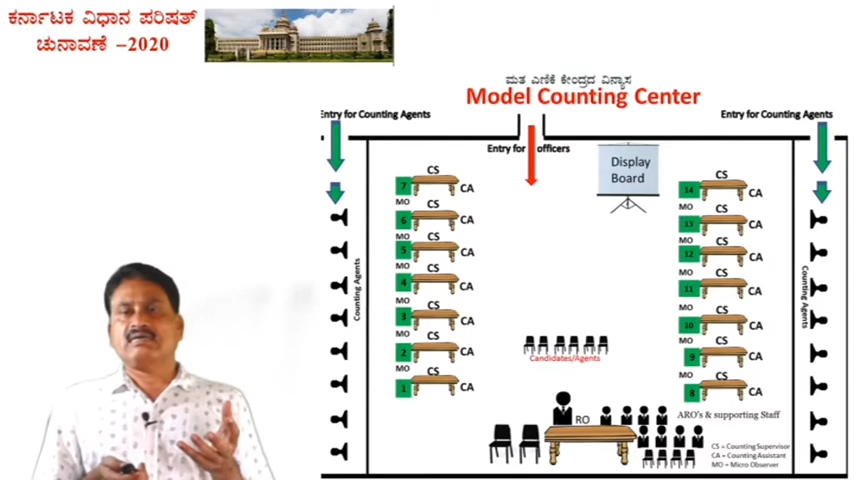 ಕರ್ನಾಟಕ ವಿಧಾನ ಪರಿಷತ್
ಚುನಾವಣೆ –2020
ಮತ ಎಣಿಕೆ ಕೇಂದ್ರದ ವಿನ್ಯಾಸ
Model Counting Center
Entry for Counting Agents
Entry for Counting Agents
Entry for officers
Display
Board
CS
7
CA
MO
CS
6
CA
MO
CS
5
CA
MO
CS
4
CA
MO
CS
3
CA
MO
CS
2
CA
MO
CS
1
CA
Counting Agents
CS
14
CA
MO
CS
13
CA
MO
CS
12
CA
MO
CS
11
CA
MO
CS
10
CA
MO
CS
9
CA
MO
CS
8
CA
Counting Agents
Candidates/Agents
RO
ARO's & supporting Staff
CS = Counting Supervisor
CA = Counting Assistant
MO = Micro Observer